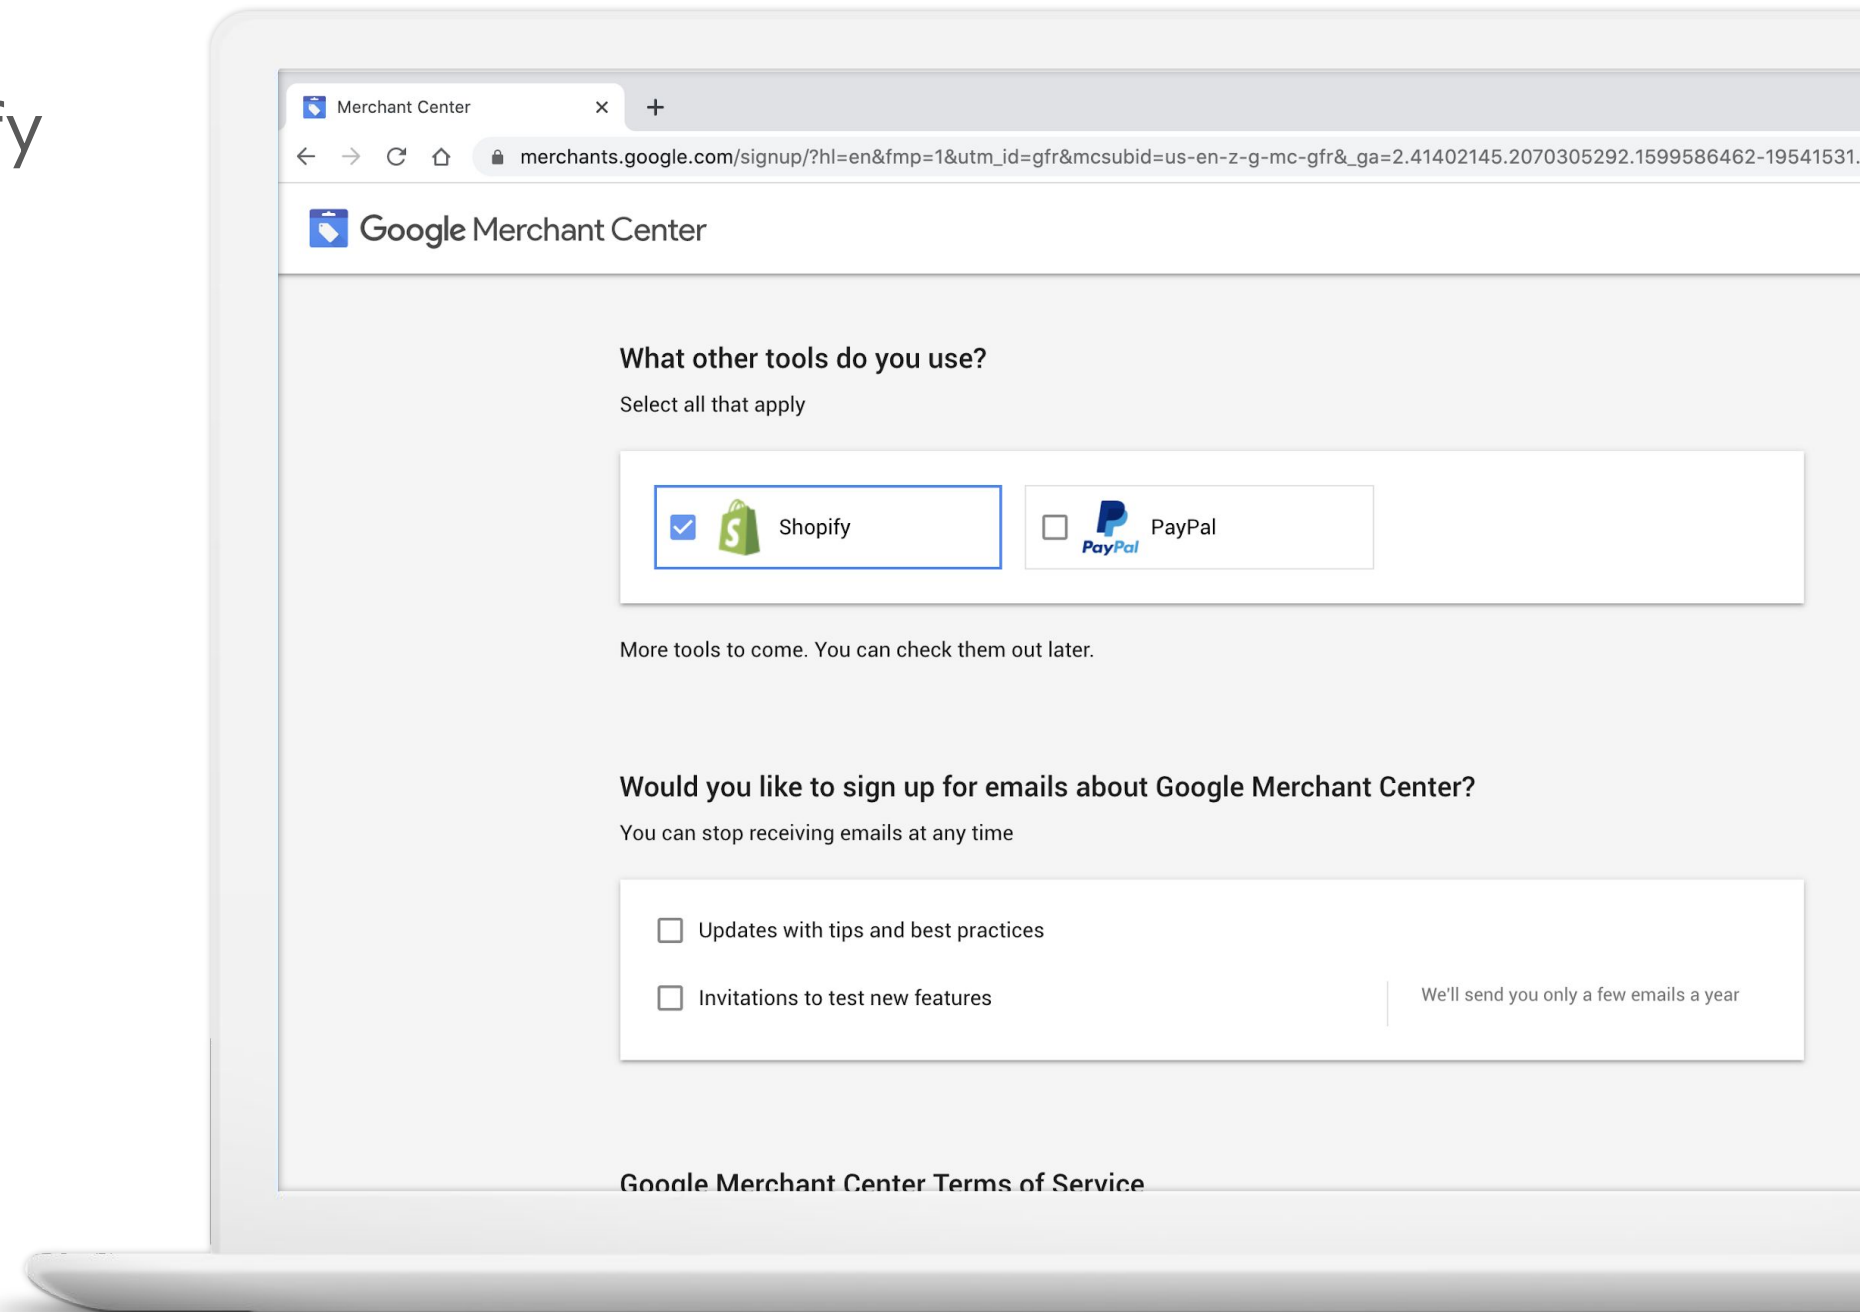 fy
Merchant Center
merchants.google.com/signup/?hl=en&fmp=1&utm_id=gfr&mcsubid=us-en-z-g-mc-gfr&_ga=2.41402145.2070305292.1599586462-19541531.
Google Merchant Center
What other tools do you use?
Select all that apply
Shopify
PayPal PayPal
More tools to come. You can check them out later.
Would you like to sign up for emails about Google Merchant Center?
You can stop receiving emails at any time
Updates with tips and best practices
Invitations to test new features
We'll send you only a few emails a year
Google Merchant Center Terms of Service